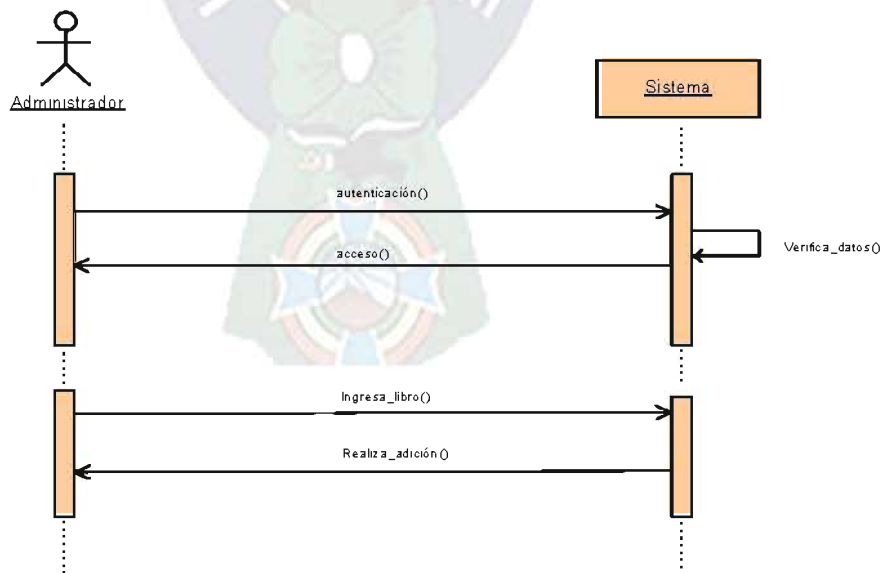 Administrador
Sistema
autenticación()
Verifica_datos()
acceso()
Ingresa_libro()
Realiza_adición()